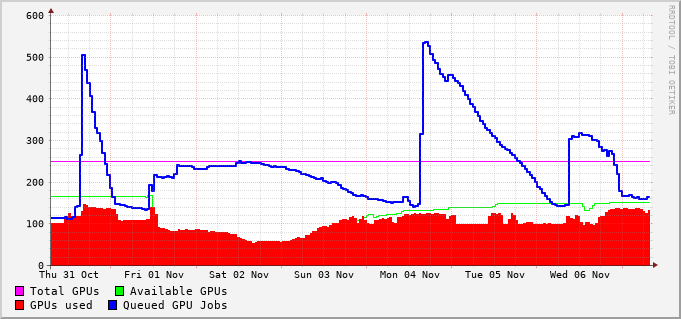 600
500
400
300
200
100
0
Thu 31 Oct Fri 01 Nov Sat 02 Nov Sun 03 Nov Mon 04 Nov Tue 05 Nov Wed 06 Nov
Total GPUs Available GPUs
GPUs used Queued GPU Jobs
RRDTOOL / TOBI OETIKER